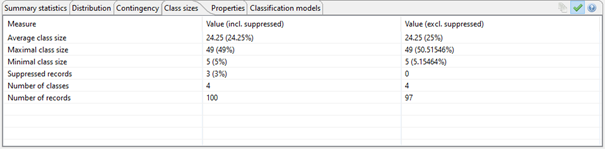 Summary statistics Distribution Contingency Class sizes Properties Classification models
Measure Value (incl. suppressed) Value (excl. suppressed)
Average class size 24.25 (24.25%) 24.25 (25%)
Maximal class size 49 (49%) 49 (50.51546%)
Minimal class size 5 (5%) 5 (5.15464%)
Suppressed records 3 (3%) 0
Number of classes 4 4
Number of records 100 97